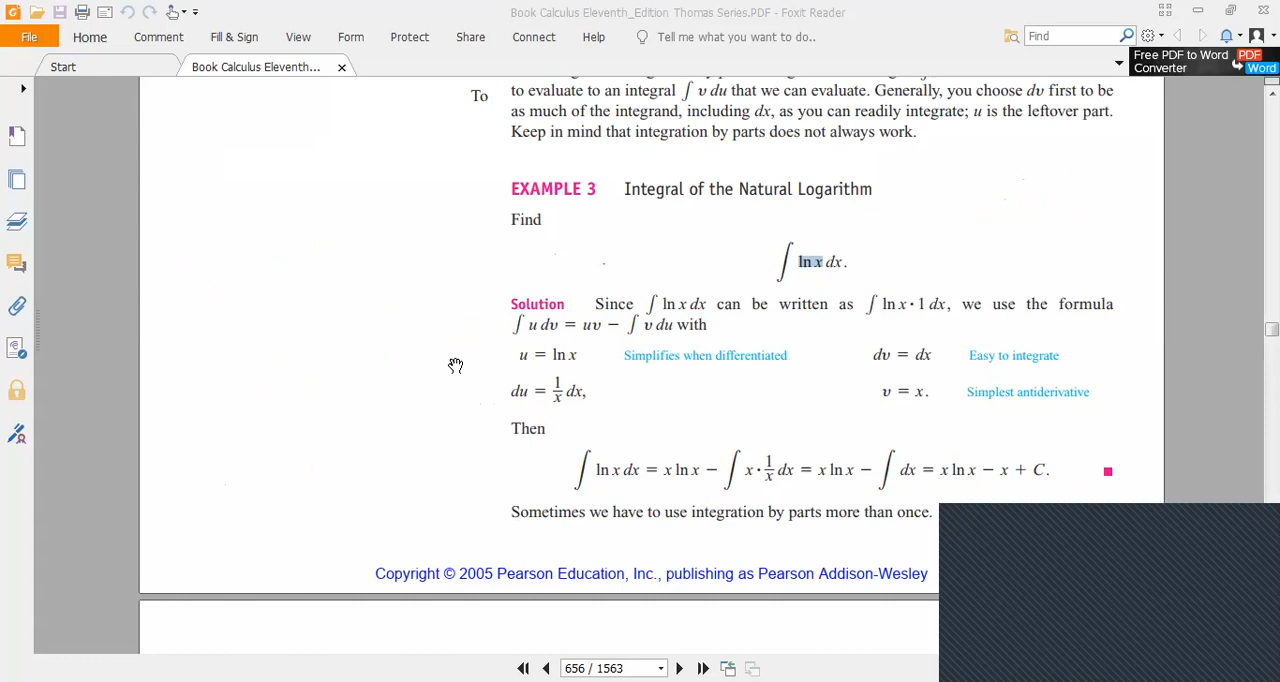 Book Calculus Eleventh_Edition Thomas Series.PDF - Foxit Reader
File Home Comment Fill & Sign View Form Protect Share Connect Help Tell me what you want to do.. Find
Start Book Calculus Eleventh... Free PDF to Word Converter PDF Word
To
to evaluate to an integral ∫ v du that we can evaluate. Generally, you choose dv first to be
as much of the integrand, including dx, as you can readily integrate; u is the leftover part.
Keep in mind that integration by parts does not always work.
EXAMPLE 3 Integral of the Natural Logarithm
Find
∫ ln x dx.
Solution Since ∫ ln x dx can be written as ∫ ln x · 1 dx, we use the formula
∫ u dv = uv − ∫ v du with
u = ln x Simplifies when differentiated dv = dx Easy to integrate
du = 1/x dx, v = x. Simplest antiderivative
Then
∫ ln x dx = x ln x − ∫ x · 1/x dx = x ln x − ∫ dx = x ln x − x + C.
Sometimes we have to use integration by parts more than once.
Copyright © 2005 Pearson Education, Inc., publishing as Pearson Addison-Wesley
656 / 1563